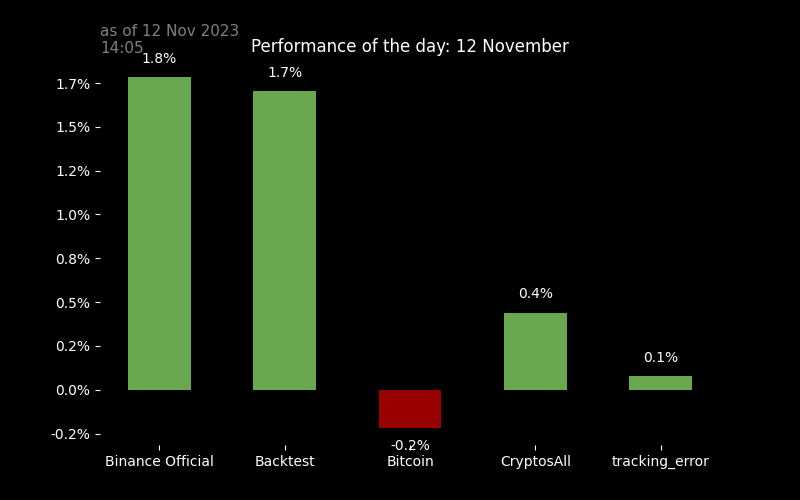 as of 12 Nov 2023
14:05
Performance of the day: 12 November
1.8%
1.7%
-0.2%
0.4%
0.1%
1.7%
1.5%
1.2%
1.0%
0.8%
0.5%
0.2%
0.0%
-0.2%
Binance Official
Backtest
Bitcoin
CryptosAll
tracking_error